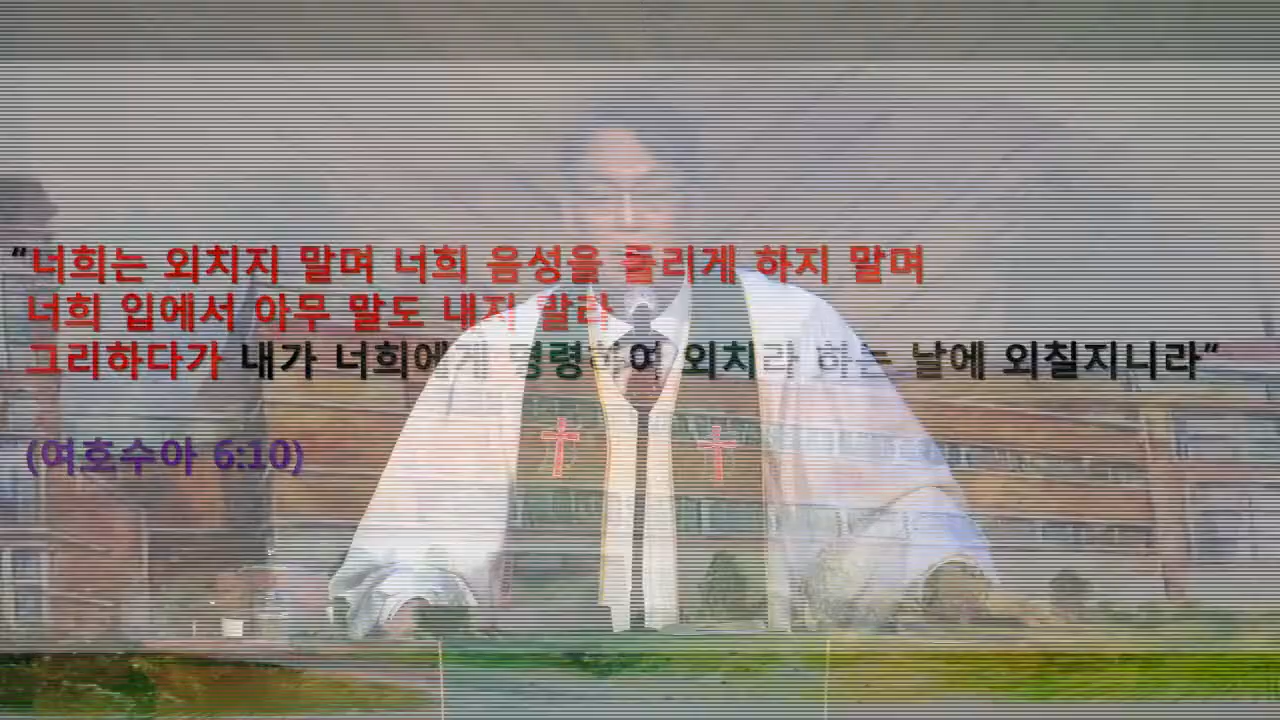 “너희는 외치지 말며 너희 음성을 들리게 하지 말며
너희 입에서 아무 말도 내지 말라
그리하다가 내가 너희에게 명령하여 외치라 하는 날에 외칠지니라“
(여호수아 6:10)